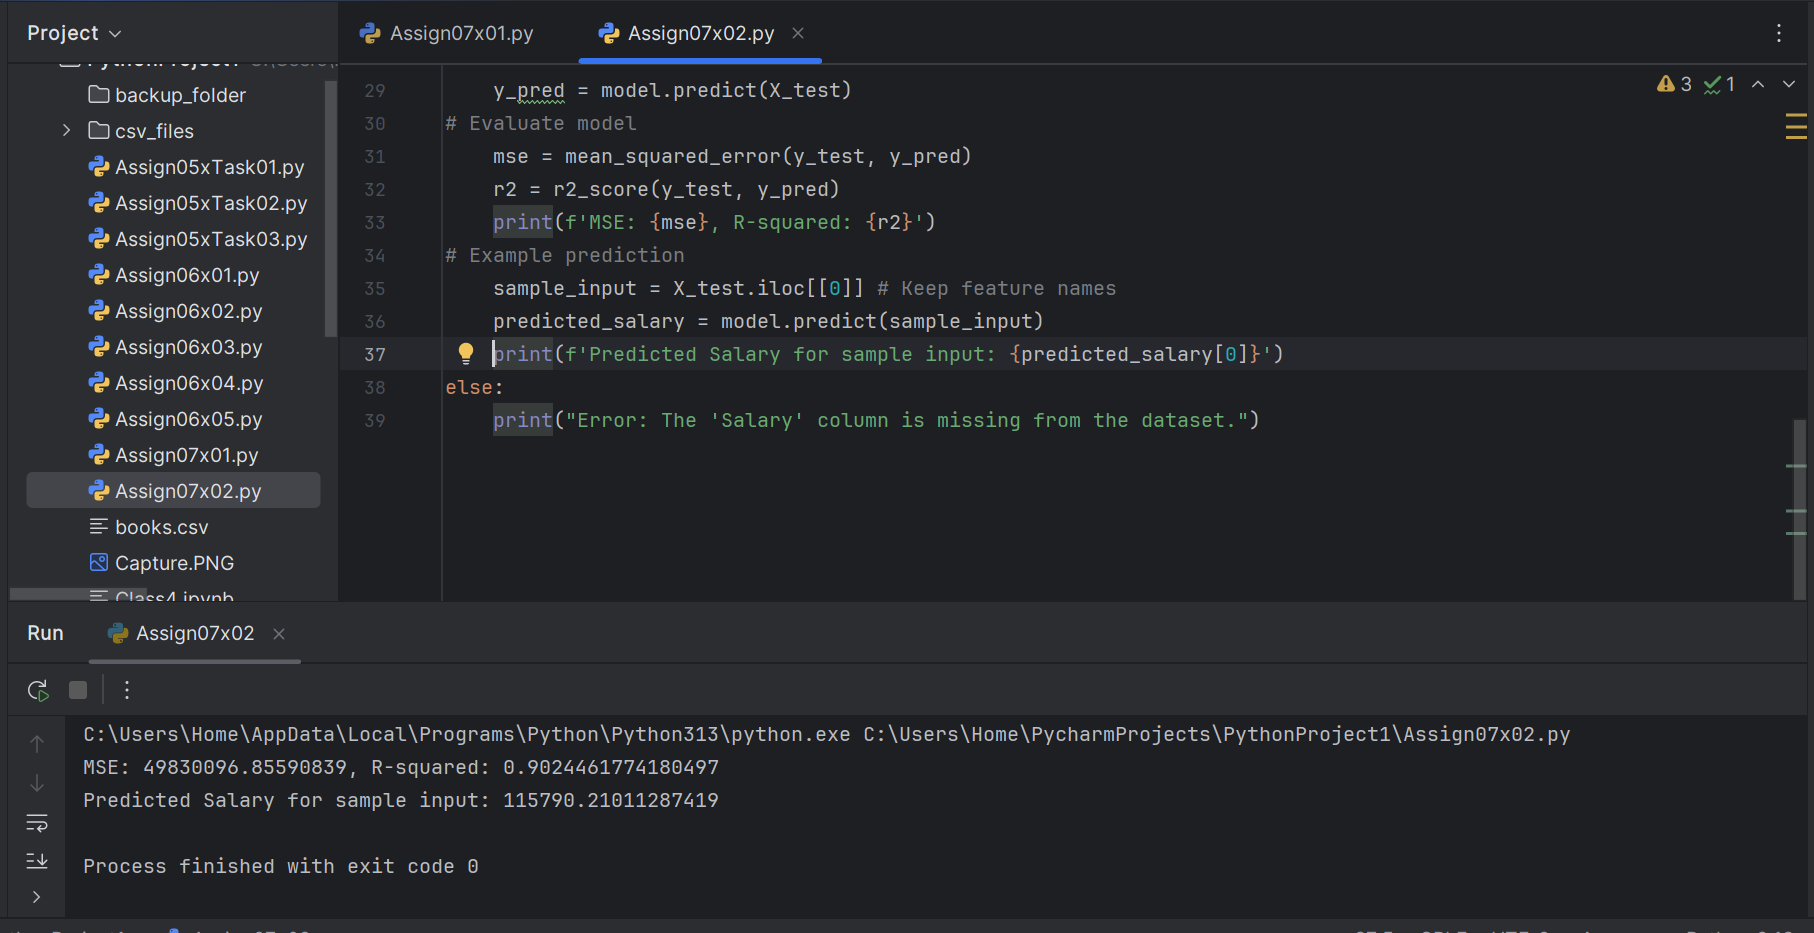 Project
Assign07x01.py
Assign07x02.py
backup_folder
csv_files
Assign05xTask01.py
Assign05xTask02.py
Assign05xTask03.py
Assign06x01.py
Assign06x02.py
Assign06x03.py
Assign06x04.py
Assign06x05.py
Assign07x01.py
Assign07x02.py
books.csv
Capture.PNG
Class4.ipynb
3 1
29 y_pred = model.predict(X_test)
30 # Evaluate model
31 mse = mean_squared_error(y_test, y_pred)
32 r2 = r2_score(y_test, y_pred)
33 print(f'MSE: {mse}, R-squared: {r2}')
34 # Example prediction
35 sample_input = X_test.iloc[[0]] # Keep feature names
36 predicted_salary = model.predict(sample_input)
37 print(f'Predicted Salary for sample input: {predicted_salary[0]}')
38 else:
39 print("Error: The 'Salary' column is missing from the dataset.")
Run
Assign07x02
C:\Users\Home\AppData\Local\Programs\Python\Python313\python.exe C:\Users\Home\PycharmProjects\PythonProject1\Assign07x02.py
MSE: 49830096.85590839, R-squared: 0.9024461774180497
Predicted Salary for sample input: 115790.21011287419
Process finished with exit code 0